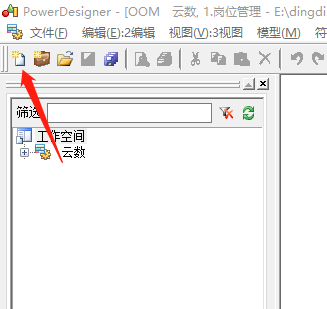 PowerDesigner - [OOM 云数, 1.岗位管理 - E:\dingdi
文件(F) 编辑(E):2编辑 视图(V):3视图 模型(M) 符
筛选
工作空间
云数